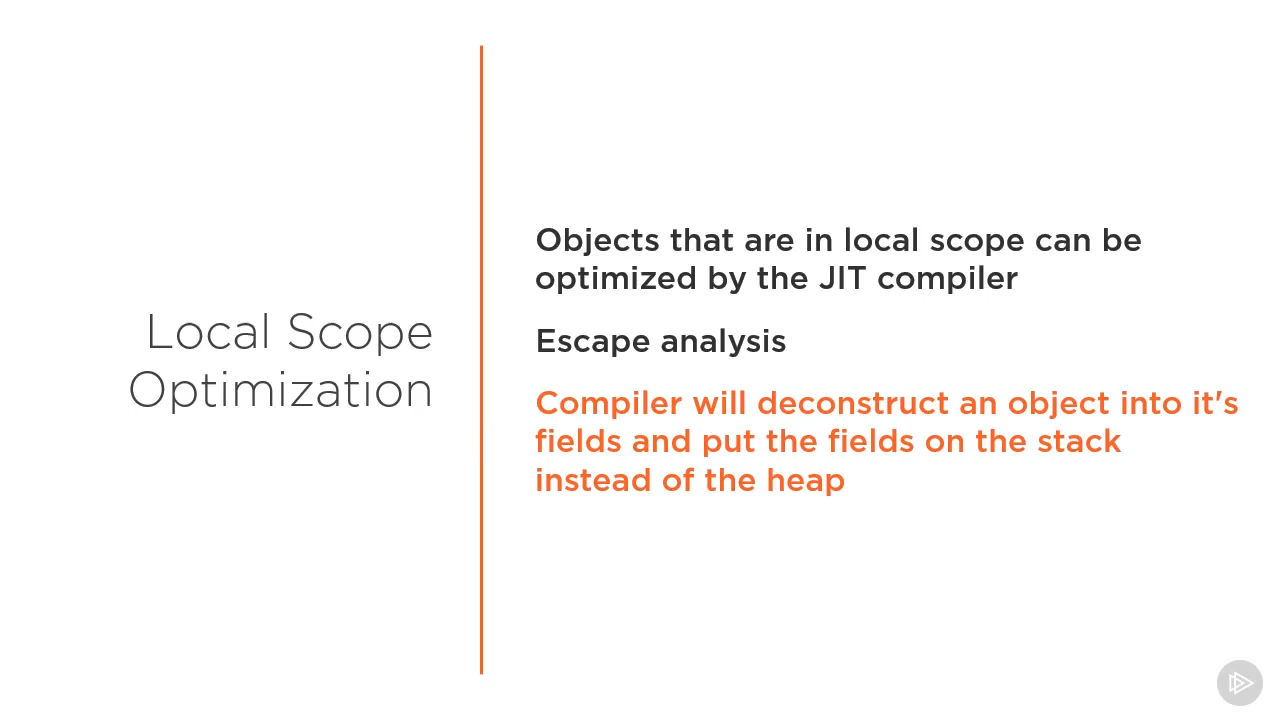 Local Scope
Optimization
Objects that are in local scope can be
optimized by the JIT compiler
Escape analysis
Compiler will deconstruct an object into it's
fields and put the fields on the stack
instead of the heap